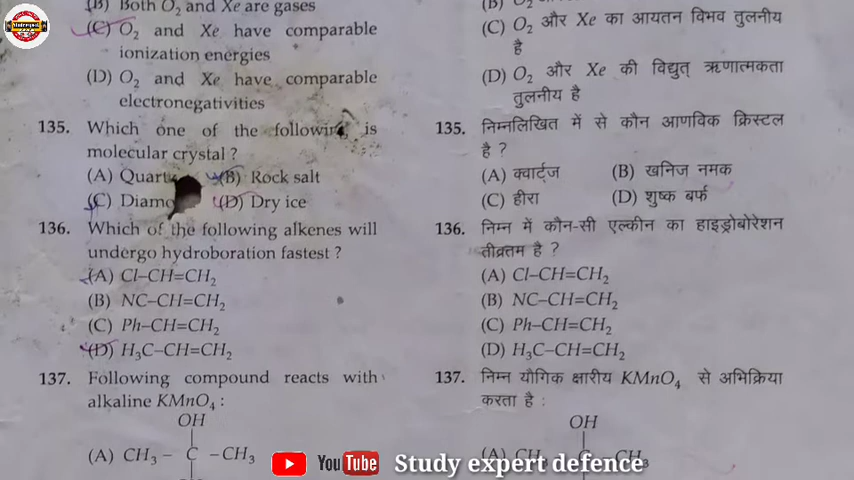 (B) Both O₂ and Xe are gases
(C) O₂ and Xe have comparable
ionization energies
(D) O₂ and Xe have comparable
electronegativities
135. Which one of the following is
molecular crystal ?
(A) Quartz (B) Rock salt
(C) Diamo (D) Dry ice
136. Which of the following alkenes will
undergo hydroboration fastest ?
(A) Cl–CH=CH₂
(B) NC–CH=CH₂
(C) Ph–CH=CH₂
(D) H₃C–CH=CH₂
137. Following compound reacts with
alkaline KMnO₄ :
OH
(A) CH₃ – C – CH₃
(B) O₂
(C) O₂ और Xe का आयतन विभव तुलनीय
है
(D) O₂ और Xe की विद्युत् ऋणात्मकता
तुलनीय है
135. निम्नलिखित में से कौन आणविक क्रिस्टल
है ?
(A) क्वार्ट्ज (B) खनिज नमक
(C) हीरा (D) शुष्क बर्फ
136. निम्न में कौन-सी एल्कीन का हाइड्रोबोरेशन
तीव्रतम है ?
(A) Cl–CH=CH₂
(B) NC–CH=CH₂
(C) Ph–CH=CH₂
(D) H₃C–CH=CH₂
137. निम्न यौगिक क्षारीय KMnO₄ से अभिक्रिया
करता है :
OH
(A) CH₃ – C – CH₃
YouTube Study expert defence